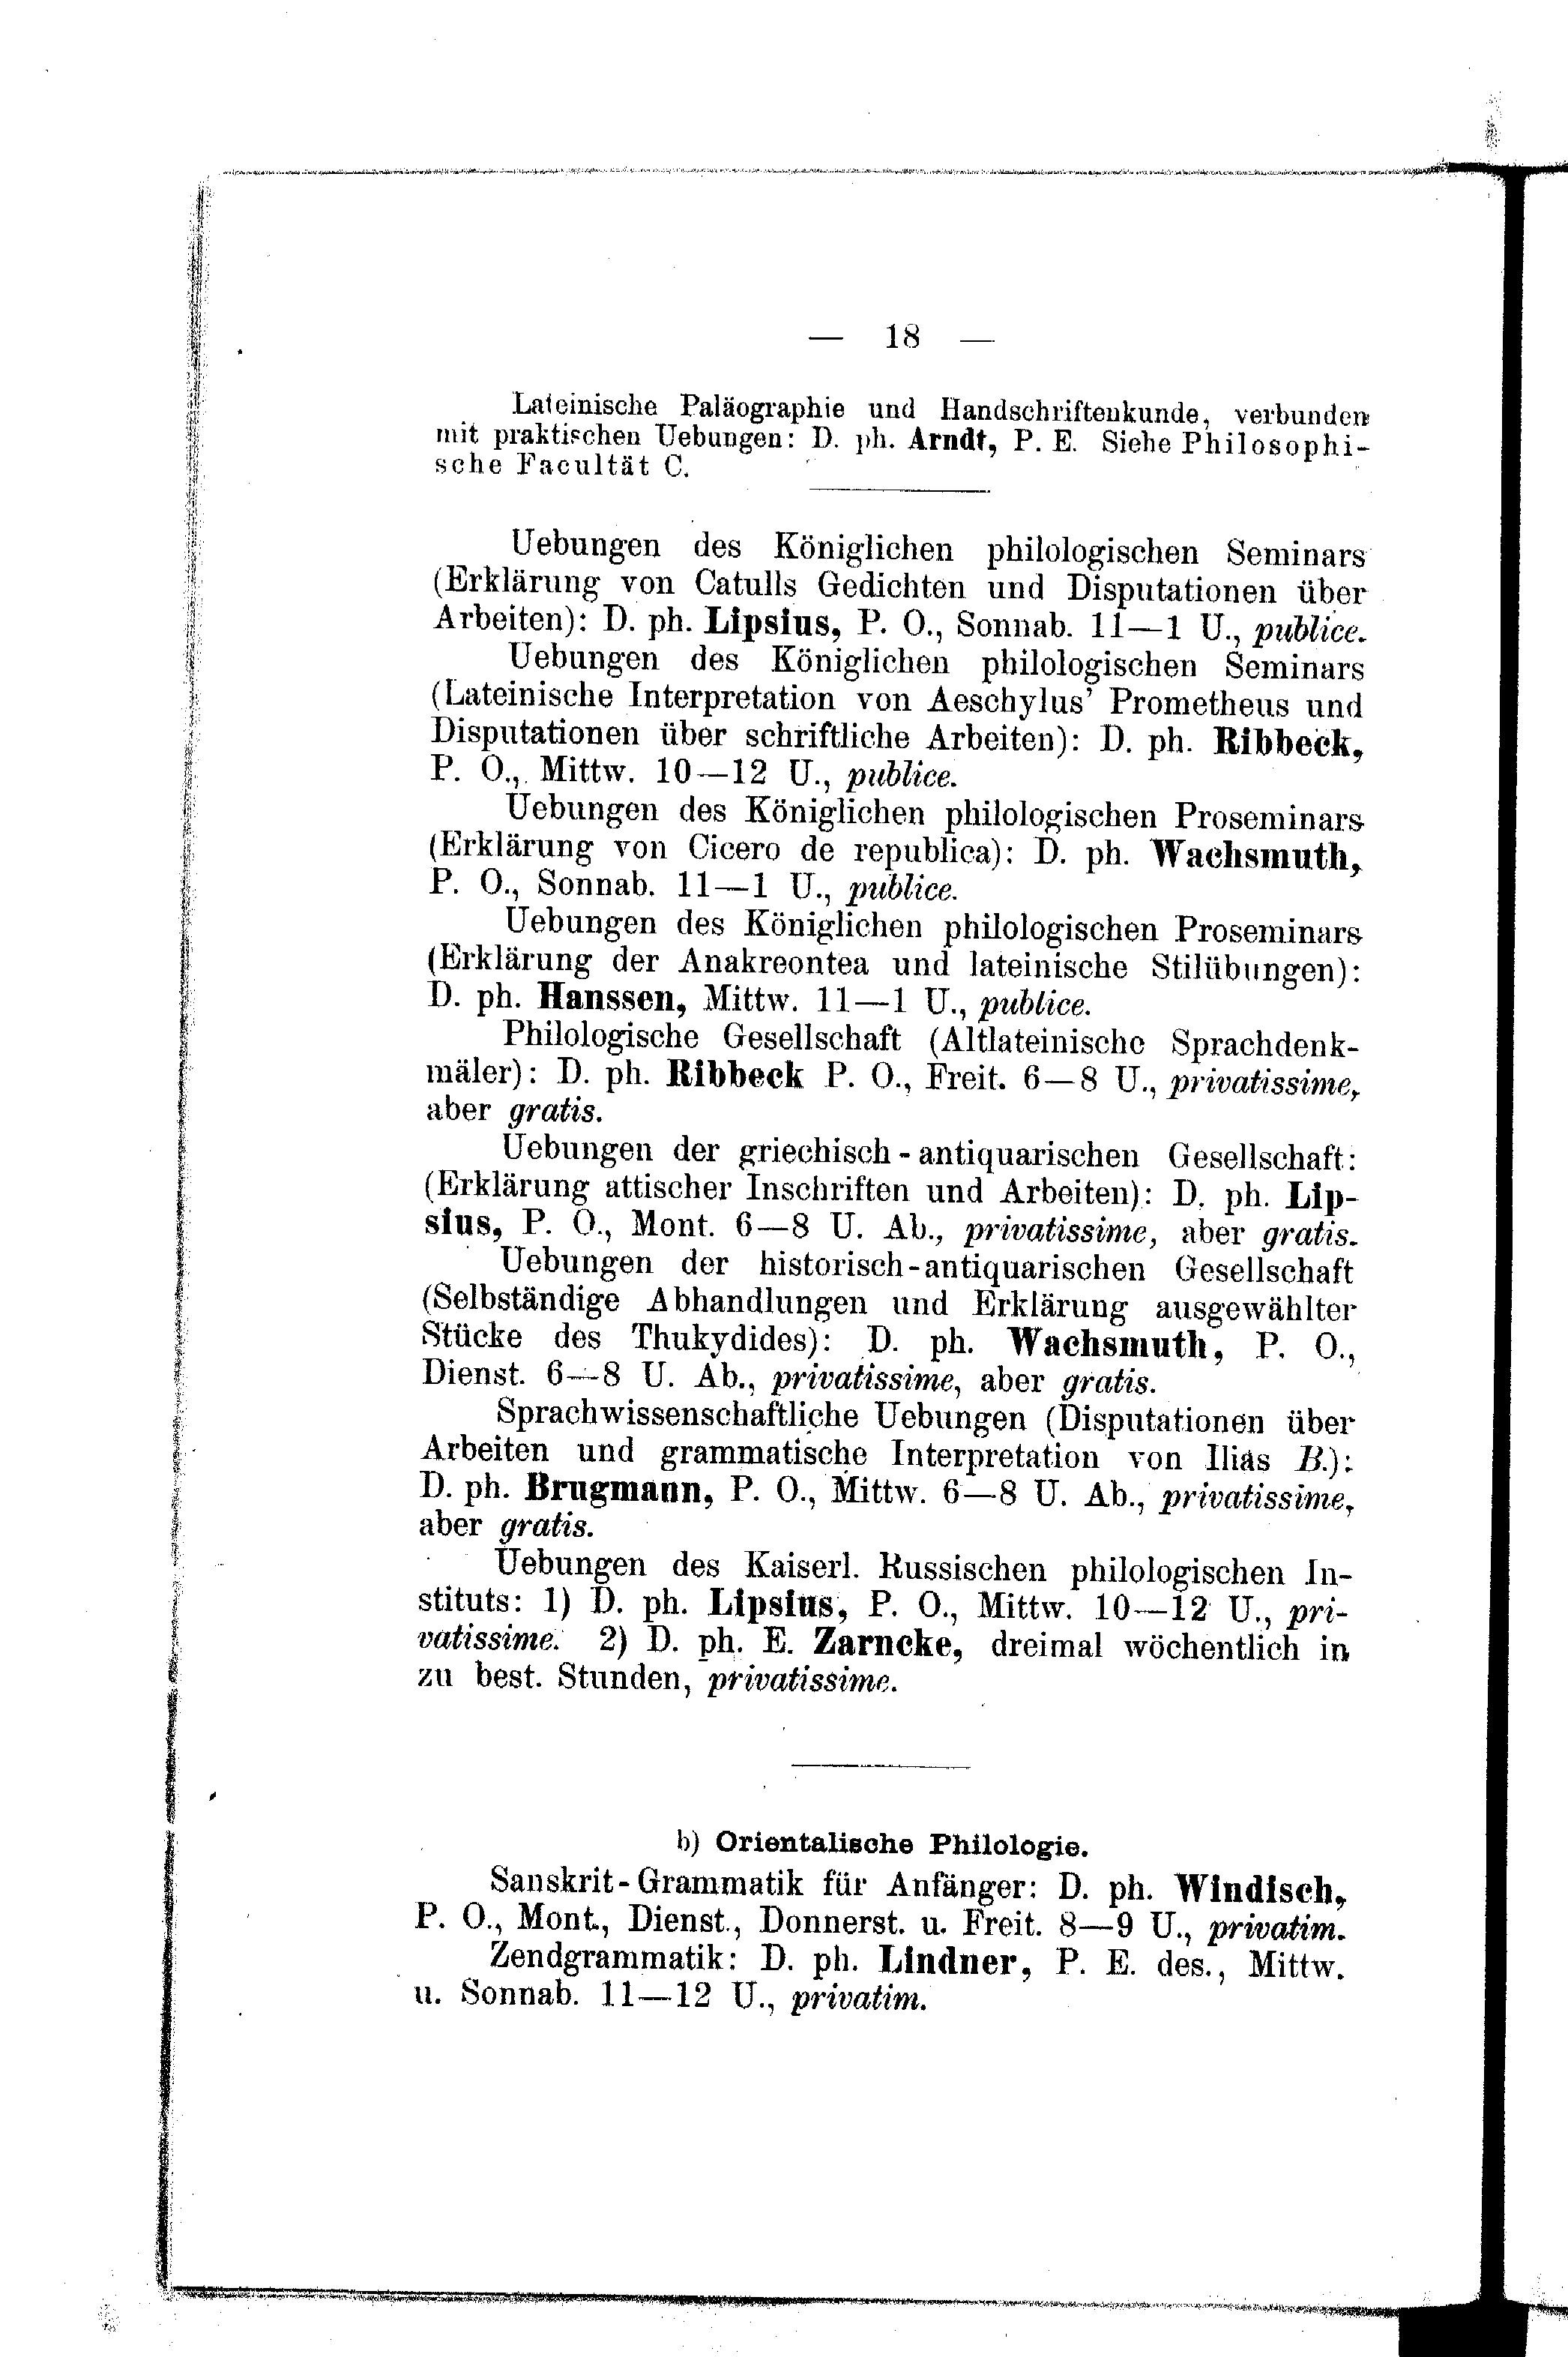 — 18 —
Lateinische Paläographie und Handschriftenkunde, verbunden
mit praktischen Uebungen: D. ph. Arndt, P. E. Siehe Philosophi-
sche Facultät C.
Uebungen des Königlichen philologischen Seminars
(Erklärung von Catulls Gedichten und Disputationen über
Arbeiten): D. ph. Lipsius, P. O., Sonnab. 11—1 U., publice.
Uebungen des Königlichen philologischen Seminars
(Lateinische Interpretation von Aeschylus' Prometheus und
Disputationen über schriftliche Arbeiten): D. ph. Ribbeck,
P. O., Mittw. 10—12 U., publice.
Uebungen des Königlichen philologischen Proseminars
(Erklärung von Cicero de republica): D. ph. Wachsmuth,
P. O., Sonnab. 11—1 U., publice.
Uebungen des Königlichen philologischen Proseminars
(Erklärung der Anakreontea und lateinische Stilübungen):
D. ph. Hanssen, Mittw. 11—1 U., publice.
Philologische Gesellschaft (Altlateinische Sprachdenk-
mäler): D. ph. Ribbeck P. O., Freit. 6—8 U., privatissime,
aber gratis.
Uebungen der griechisch-antiquarischen Gesellschaft:
(Erklärung attischer Inschriften und Arbeiten): D. ph. Lip-
sius, P. O., Mont. 6—8 U. Ab., privatissime, aber gratis.
Uebungen der historisch-antiquarischen Gesellschaft
(Selbständige Abhandlungen und Erklärung ausgewählter
Stücke des Thukydides): D. ph. Wachsmuth, P. O.,
Dienst. 6—8 U. Ab., privatissime, aber gratis.
Sprachwissenschaftliche Uebungen (Disputationen über
Arbeiten und grammatische Interpretation von Ilias B.):
D. ph. Brugmann, P. O., Mittw. 6—8 U. Ab., privatissime,
aber gratis.
Uebungen des Kaiserl. Russischen philologischen In-
stituts: 1) D. ph. Lipsius, P. O., Mittw. 10—12 U., pri-
vatissime. 2) D. ph. E. Zarncke, dreimal wöchentlich in
zu best. Stunden, privatissime.
b) Orientalische Philologie.
Sanskrit-Grammatik für Anfänger: D. ph. Windisch,
P. O., Mont., Dienst., Donnerst. u. Freit. 8—9 U., privatim.
Zendgrammatik: D. ph. Lindner, P. E. des., Mittw.
u. Sonnab. 11—12 U., privatim.